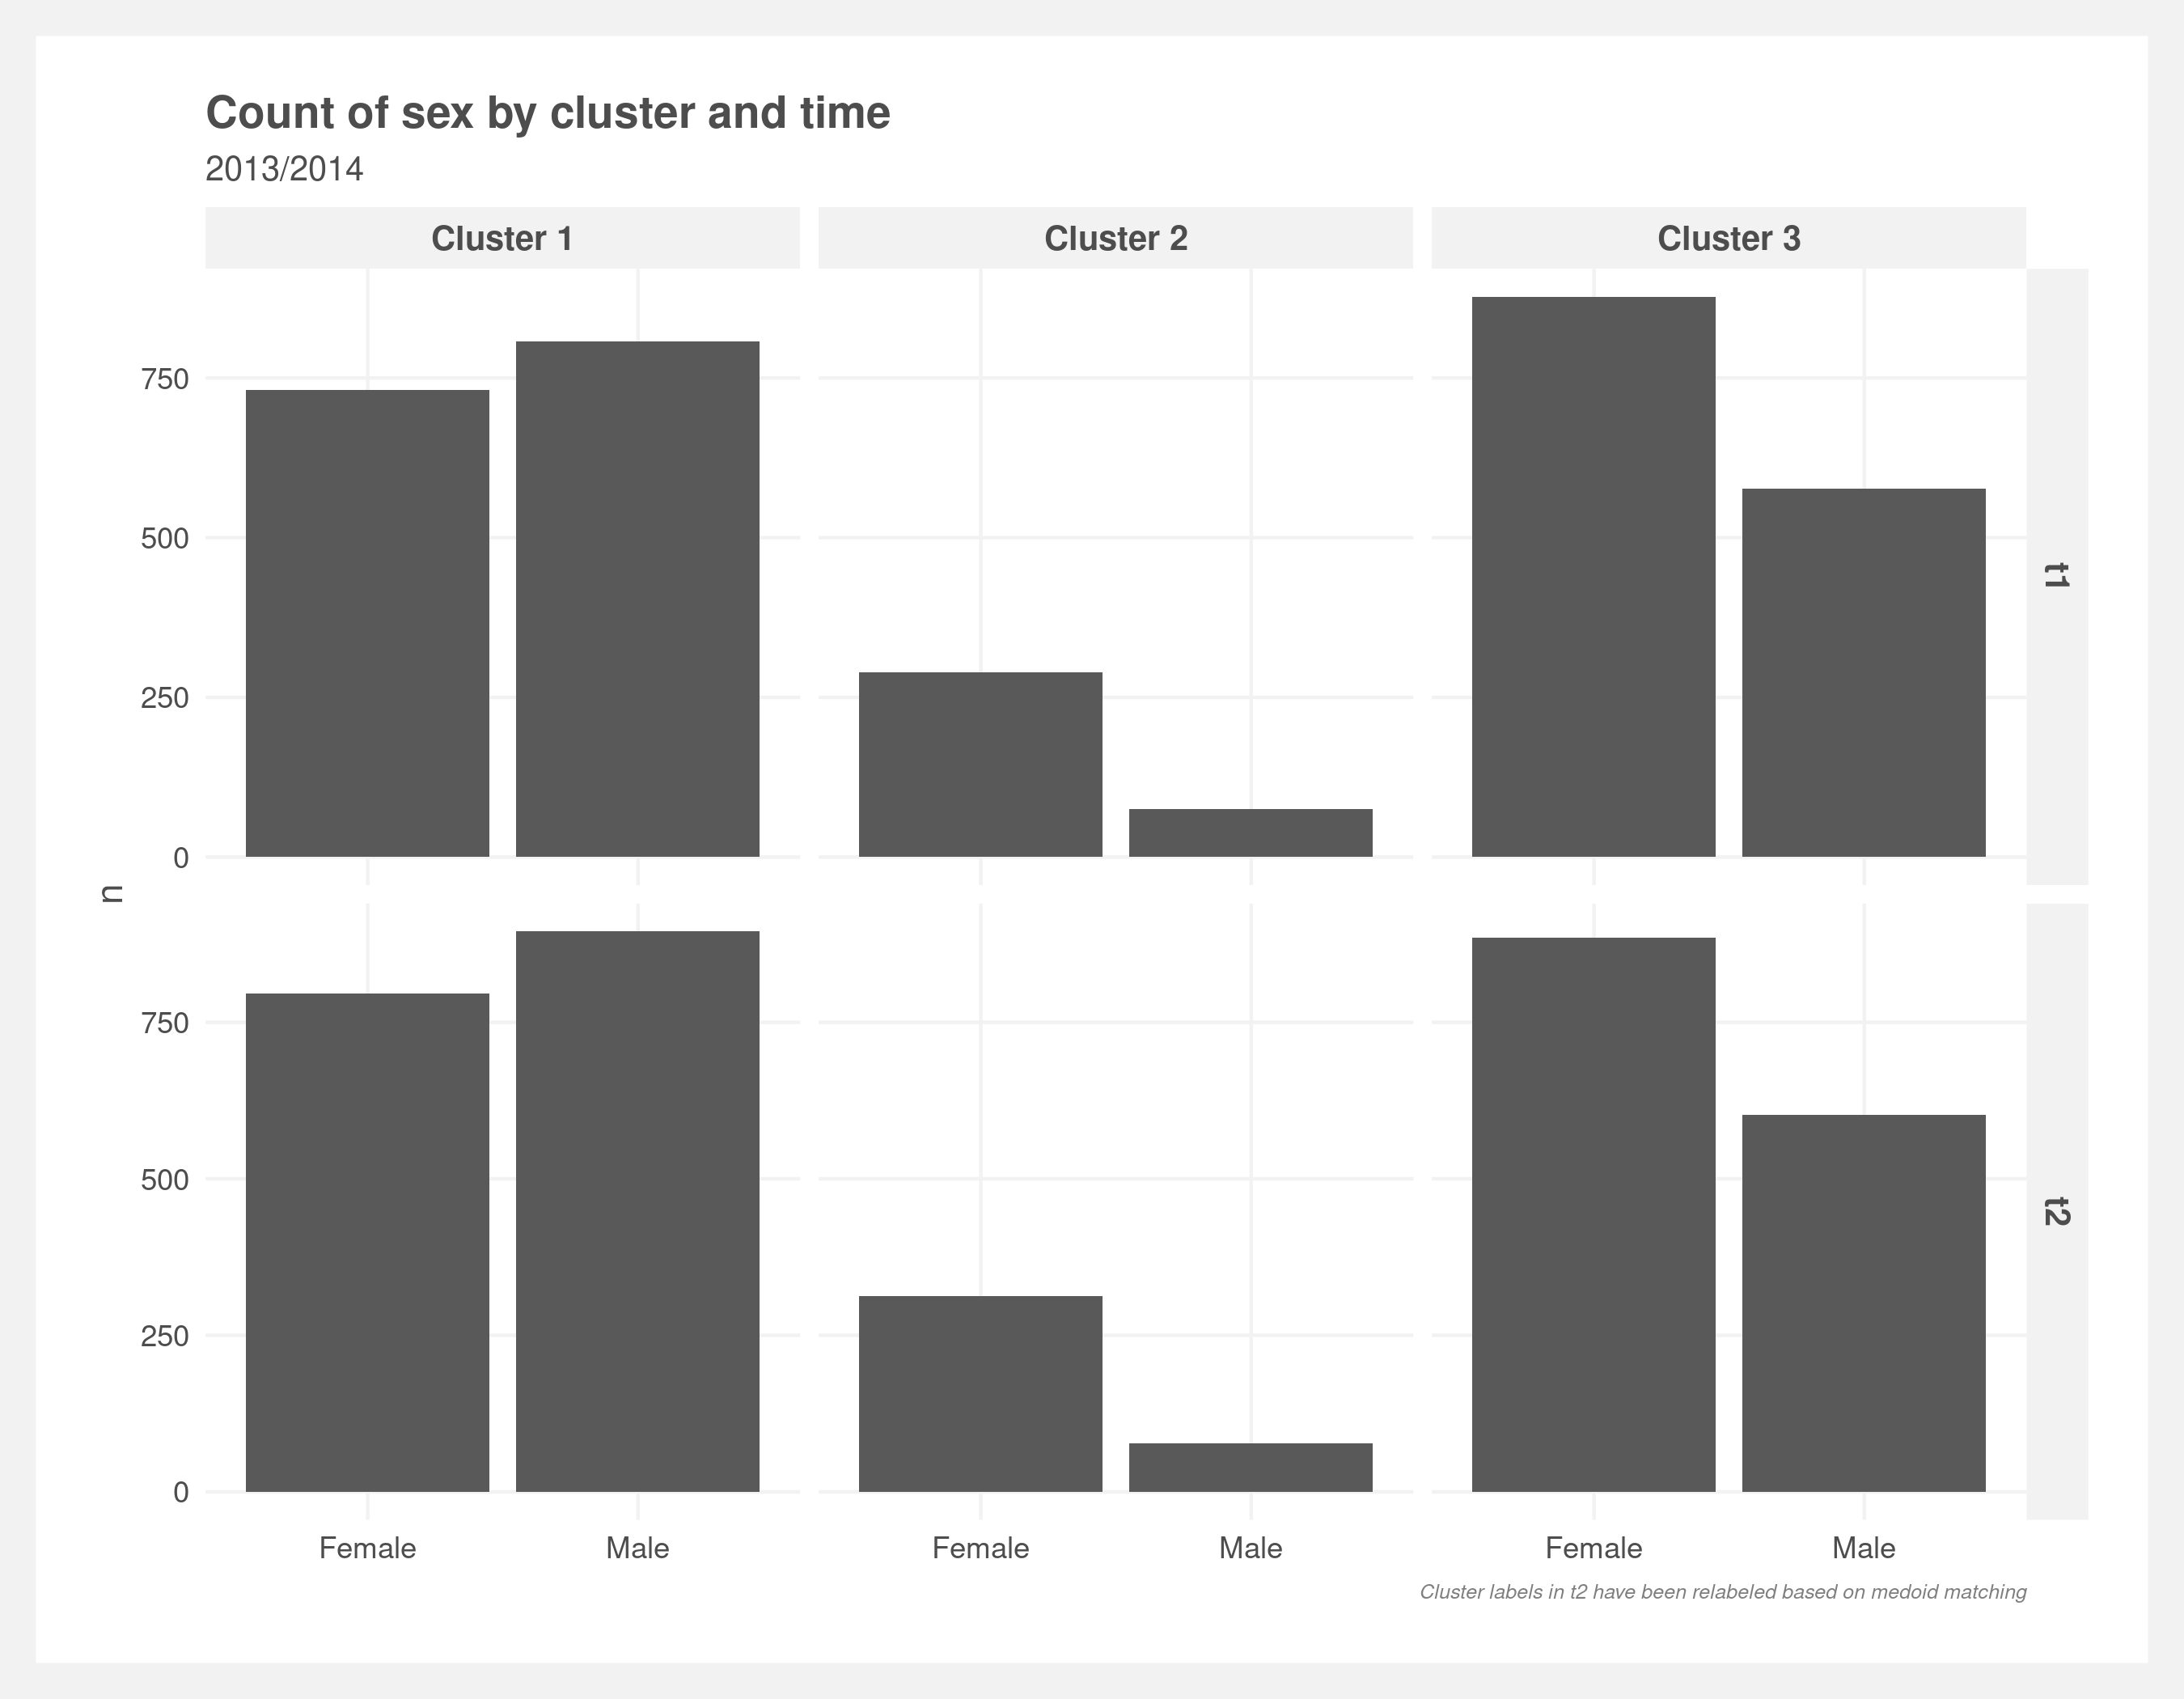 Count of sex by cluster and time
2013/2014
Cluster 1 Cluster 2 Cluster 3
750
500
250
0
t1
n
750
500
250
0
t2
Female Male Female Male Female Male
Cluster labels in t2 have been relabeled based on medoid matching